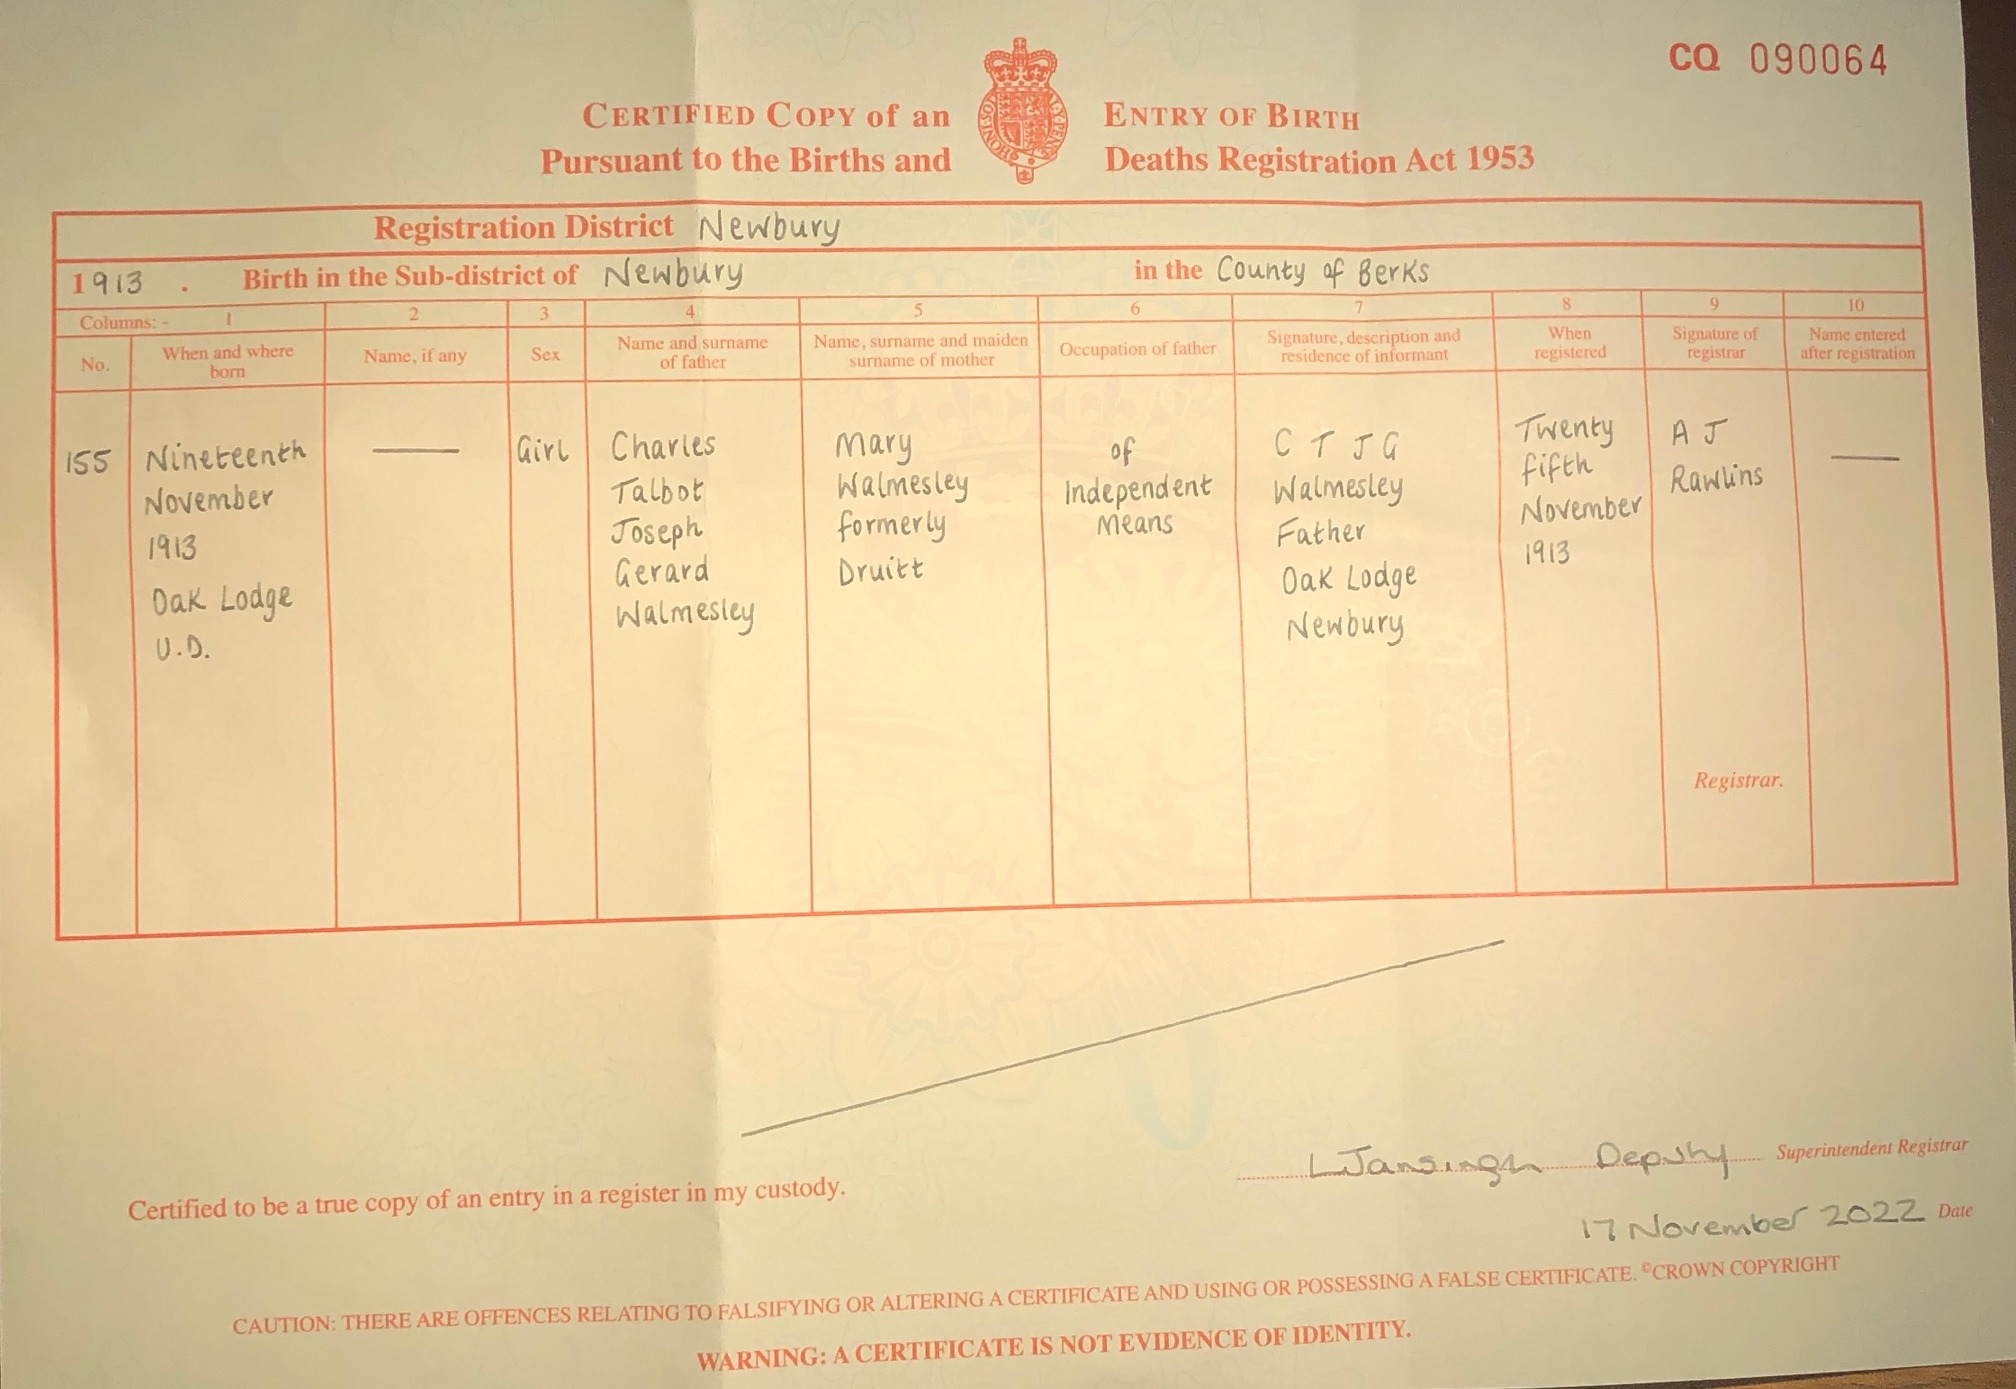 CQ 090064
CERTIFIED COPY of an ENTRY OF BIRTH
Pursuant to the Births and Deaths Registration Act 1953
Registration District Newbury
1913 . Birth in the Sub-district of Newbury in the County of Berks
Columns: - 1 2 3 4 5 6 7 8 9 10
No.
When and where
born
Name, if any
Sex
Name and surname
of father
Name, surname and maiden
surname of mother
Occupation of father
Signature, description and
residence of informant
When
registered
Signature of
registrar
Name entered
after registration
155
Nineteenth
November
1913
Oak Lodge
U.D.
Girl
Charles
Talbot
Joseph
Gerard
Walmesley
Mary
Walmesley
formerly
Druitt
of
Independent
Means
C T J G
Walmesley
Father
Oak Lodge
Newbury
Twenty
fifth
November
1913
A J
Rawlins
Registrar.
Certified to be a true copy of an entry in a register in my custody.
Deputy Superintendent Registrar
17 November 2022 Date
CAUTION: THERE ARE OFFENCES RELATING TO FALSIFYING OR ALTERING A CERTIFICATE AND USING OR POSSESSING A FALSE CERTIFICATE. ©CROWN COPYRIGHT
WARNING: A CERTIFICATE IS NOT EVIDENCE OF IDENTITY.